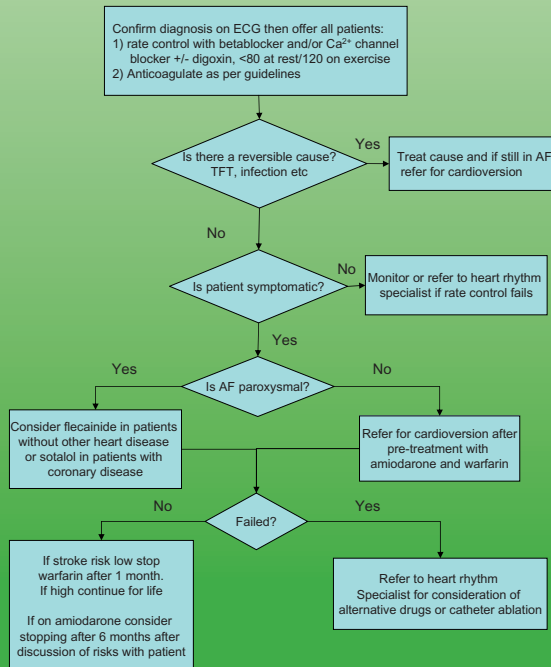 Confirm diagnosis on ECG then offer all patients:
1) rate control with betablocker and/or Ca²⁺ channel
blocker +/- digoxin, <80 at rest/120 on exercise
2) Anticoagulate as per guidelines
Is there a reversible cause?
TFT, infection etc
Yes
Treat cause and if still in AF
refer for cardioversion
No
Is patient symptomatic?
No
Monitor or refer to heart rhythm
specialist if rate control fails
Yes
Is AF paroxysmal?
Yes
No
Consider flecainide in patients
without other heart disease
or sotalol in patients with
coronary disease
Refer for cardioversion after
pre-treatment with
amiodarone and warfarin
Failed?
No
Yes
If stroke risk low stop
warfarin after 1 month.
If high continue for life
If on amiodarone consider
stopping after 6 months after
discussion of risks with patient
Refer to heart rhythm
Specialist for consideration of
alternative drugs or catheter ablation